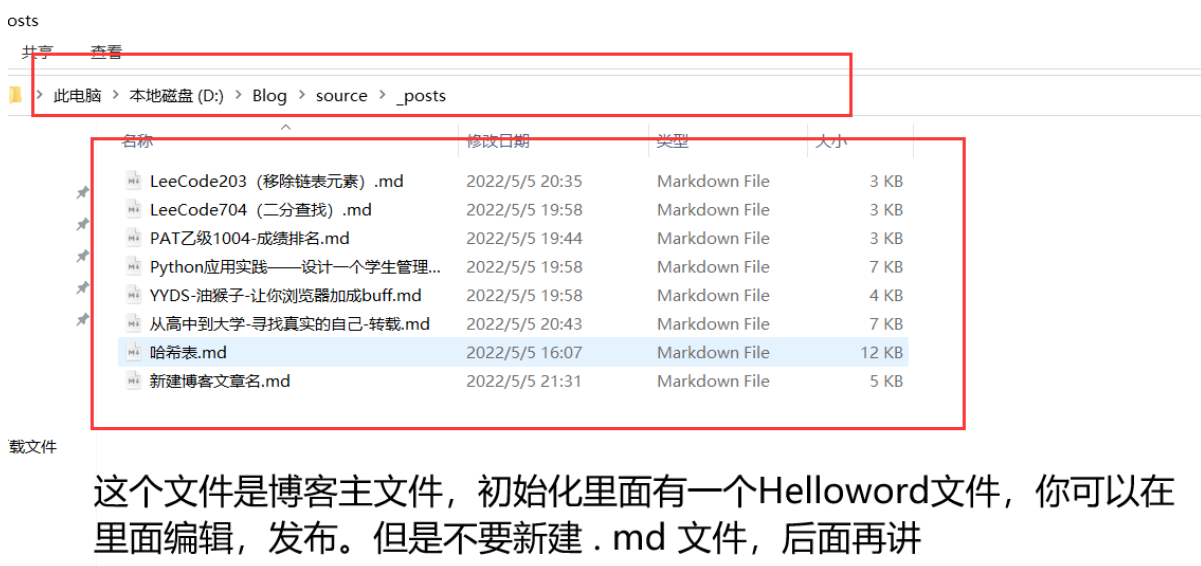 osts
共享 查看
此电脑 > 本地磁盘 (D:) > Blog > source > _posts
名称 修改日期 类型 大小
LeeCode203（移除链表元素）.md 2022/5/5 20:35 Markdown File 3 KB
LeeCode704（二分查找）.md 2022/5/5 19:58 Markdown File 3 KB
PAT乙级1004-成绩排名.md 2022/5/5 19:44 Markdown File 3 KB
Python应用实践——设计一个学生管理... 2022/5/5 19:58 Markdown File 7 KB
YYDS-油猴子-让你浏览器加成buff.md 2022/5/5 19:58 Markdown File 4 KB
从高中到大学-寻找真实的自己-转载.md 2022/5/5 20:43 Markdown File 7 KB
哈希表.md 2022/5/5 16:07 Markdown File 12 KB
新建博客文章名.md 2022/5/5 21:31 Markdown File 5 KB
载文件
这个文件是博客主文件，初始化里面有一个Helloword文件，你可以在
里面编辑，发布。但是不要新建 . md 文件，后面再讲